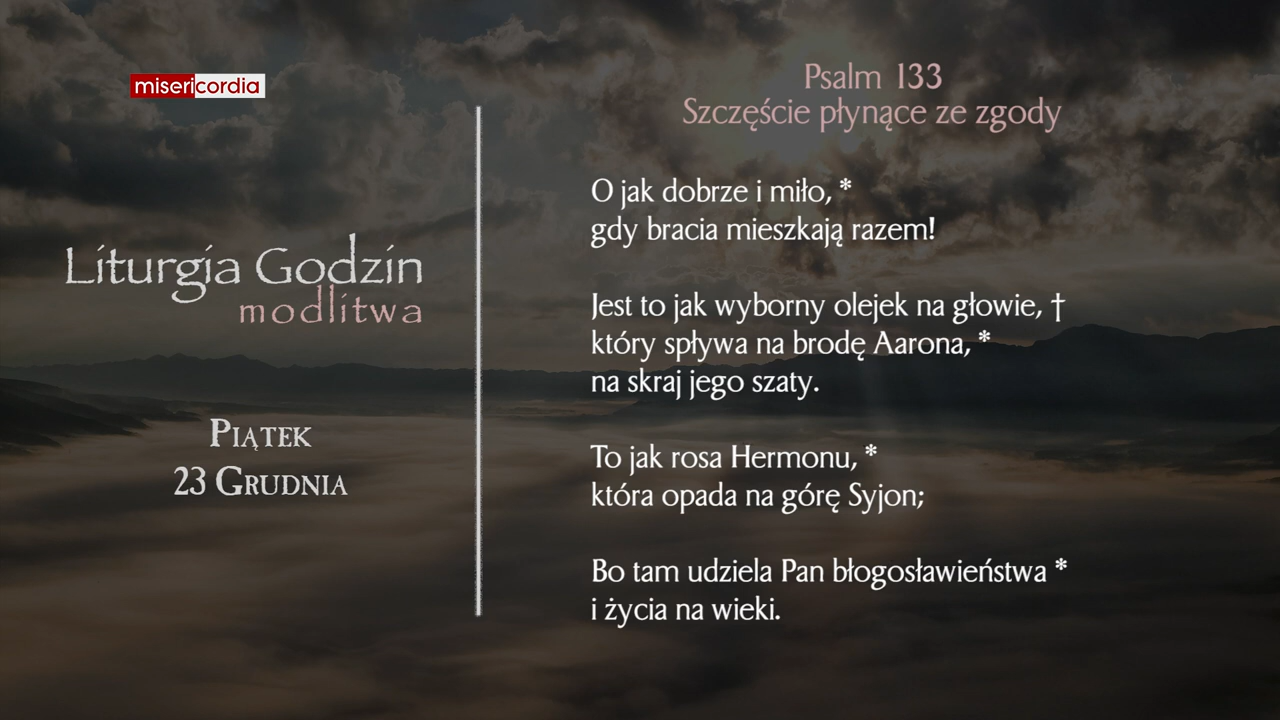 misericordia
Liturgia Godzin
modlitwa
Piątek
23 Grudnia
Psalm 133
Szczęście płynące ze zgody
O jak dobrze i miło, *
gdy bracia mieszkają razem!
Jest to jak wyborny olejek na głowie, †
który spływa na brodę Aarona, *
na skraj jego szaty.
To jak rosa Hermonu, *
która opada na górę Syjon;
Bo tam udziela Pan błogosławieństwa *
i życia na wieki.